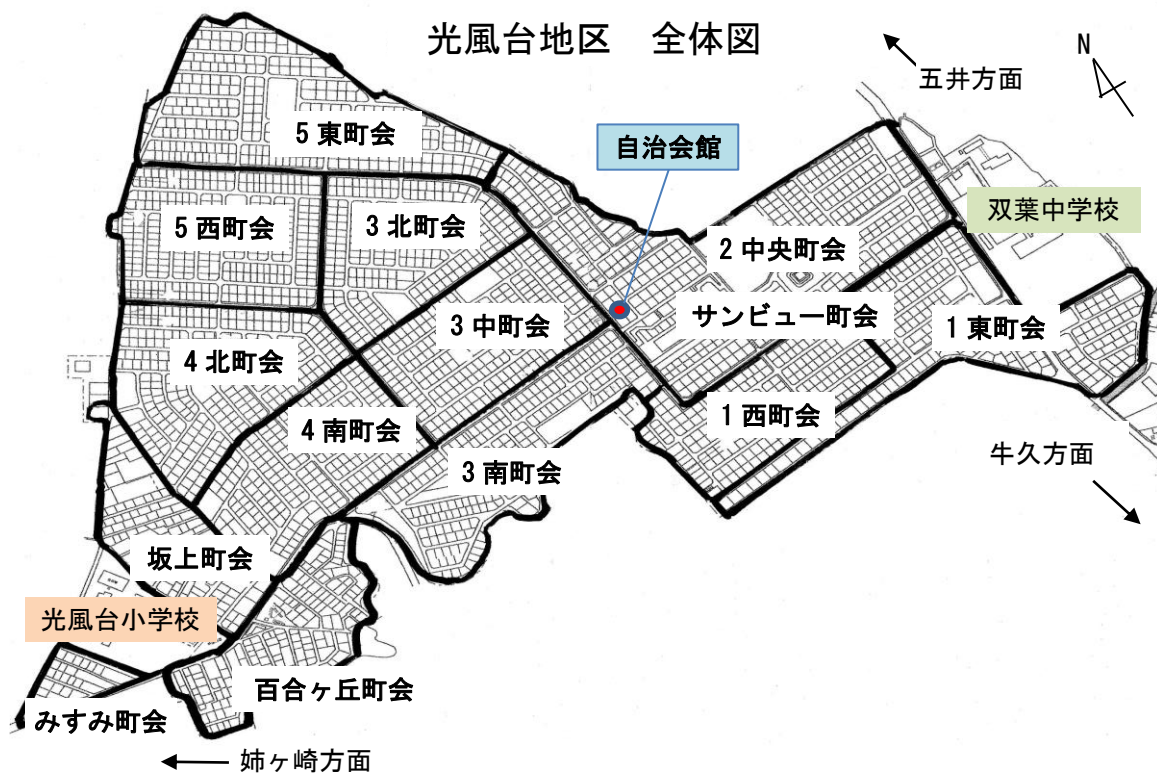 光風台地区　全体図
N
五井方面
5東町会
自治会館
双葉中学校
5西町会
3北町会
2中央町会
3中町会
サンビュー町会
1東町会
4北町会
4南町会
1西町会
3南町会
牛久方面
坂上町会
光風台小学校
百合ヶ丘町会
みすみ町会
姉ヶ崎方面